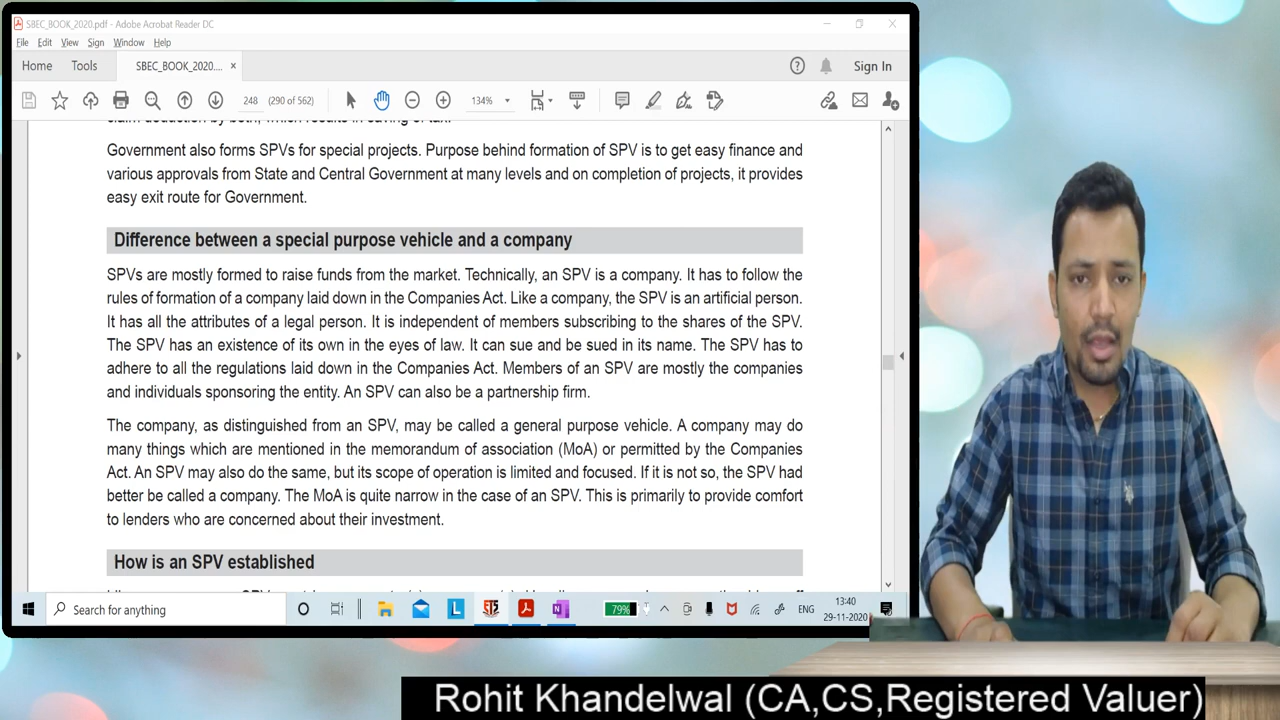 SBEC_BOOK_2020.pdf - Adobe Acrobat Reader DC
File Edit View Sign Window Help
Home Tools SBEC_BOOK_2020.... × Sign In
248 (290 of 562) 134%
claim deduction by both, which results in saving of tax.
Government also forms SPVs for special projects. Purpose behind formation of SPV is to get easy finance and
various approvals from State and Central Government at many levels and on completion of projects, it provides
easy exit route for Government.
Difference between a special purpose vehicle and a company
SPVs are mostly formed to raise funds from the market. Technically, an SPV is a company. It has to follow the
rules of formation of a company laid down in the Companies Act. Like a company, the SPV is an artificial person.
It has all the attributes of a legal person. It is independent of members subscribing to the shares of the SPV.
The SPV has an existence of its own in the eyes of law. It can sue and be sued in its name. The SPV has to
adhere to all the regulations laid down in the Companies Act. Members of an SPV are mostly the companies
and individuals sponsoring the entity. An SPV can also be a partnership firm.
The company, as distinguished from an SPV, may be called a general purpose vehicle. A company may do
many things which are mentioned in the memorandum of association (MoA) or permitted by the Companies
Act. An SPV may also do the same, but its scope of operation is limited and focused. If it is not so, the SPV had
better be called a company. The MoA is quite narrow in the case of an SPV. This is primarily to provide comfort
to lenders who are concerned about their investment.
How is an SPV established
Search for anything 79% ENG 13:40
29-11-2020
Rohit Khandelwal (CA,CS,Registered Valuer)